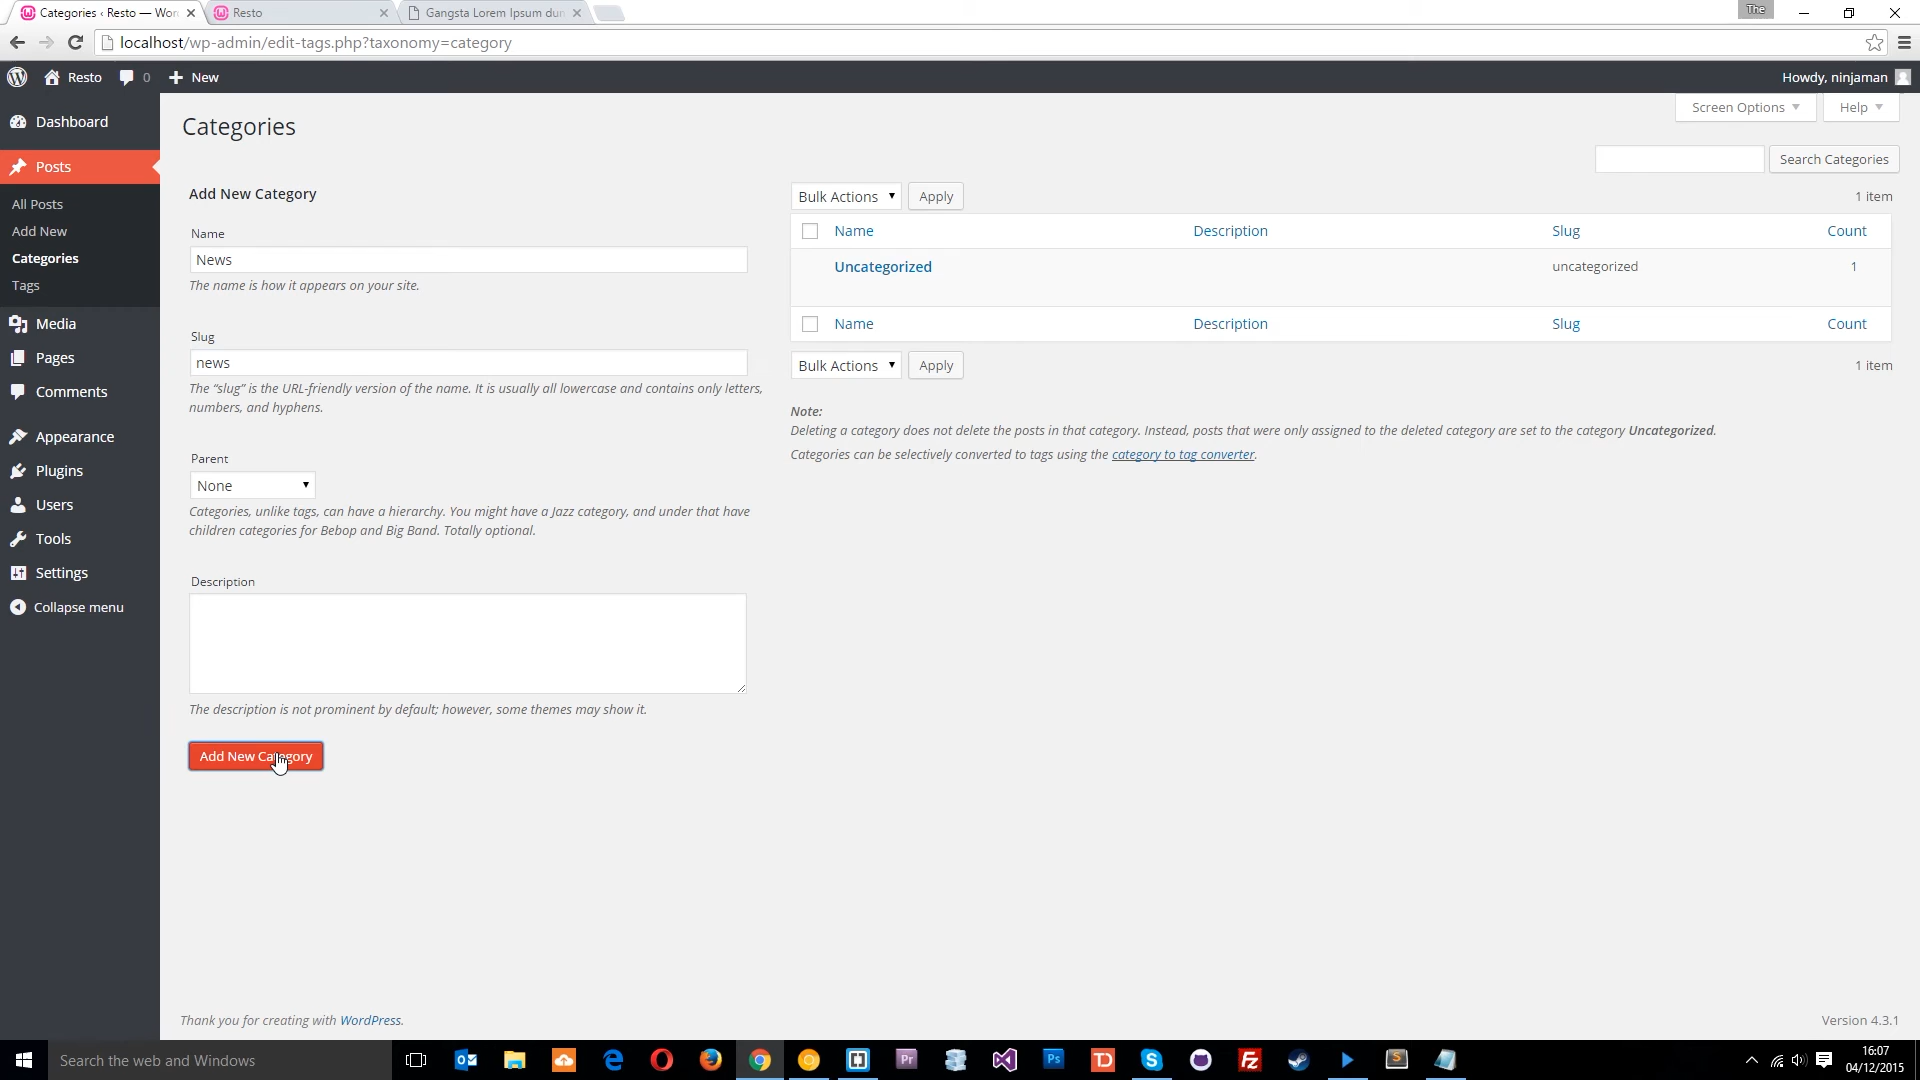 Categories ‹ Resto — Wor
Resto
Gangsta Lorem Ipsum dun
The
localhost/wp-admin/edit-tags.php?taxonomy=category
Resto
0
New
Howdy, ninjaman
Dashboard
Posts
All Posts
Add New
Categories
Tags
Media
Pages
Comments
Appearance
Plugins
Users
Tools
Settings
Collapse menu
Screen Options
Help
Categories
Search Categories
Add New Category
Name
News
The name is how it appears on your site.
Slug
news
The “slug” is the URL-friendly version of the name. It is usually all lowercase and contains only letters,
numbers, and hyphens.
Parent
None
Categories, unlike tags, can have a hierarchy. You might have a Jazz category, and under that have
children categories for Bebop and Big Band. Totally optional.
Description
The description is not prominent by default; however, some themes may show it.
Add New Category
Bulk Actions Apply 1 item
Name Description Slug Count
Uncategorized uncategorized 1
Name Description Slug Count
Bulk Actions Apply 1 item
Note:
Deleting a category does not delete the posts in that category. Instead, posts that were only assigned to the deleted category are set to the category Uncategorized.
Categories can be selectively converted to tags using the category to tag converter.
Thank you for creating with WordPress.
Version 4.3.1
Search the web and Windows
Pr
Ps
TD
16:07
04/12/2015